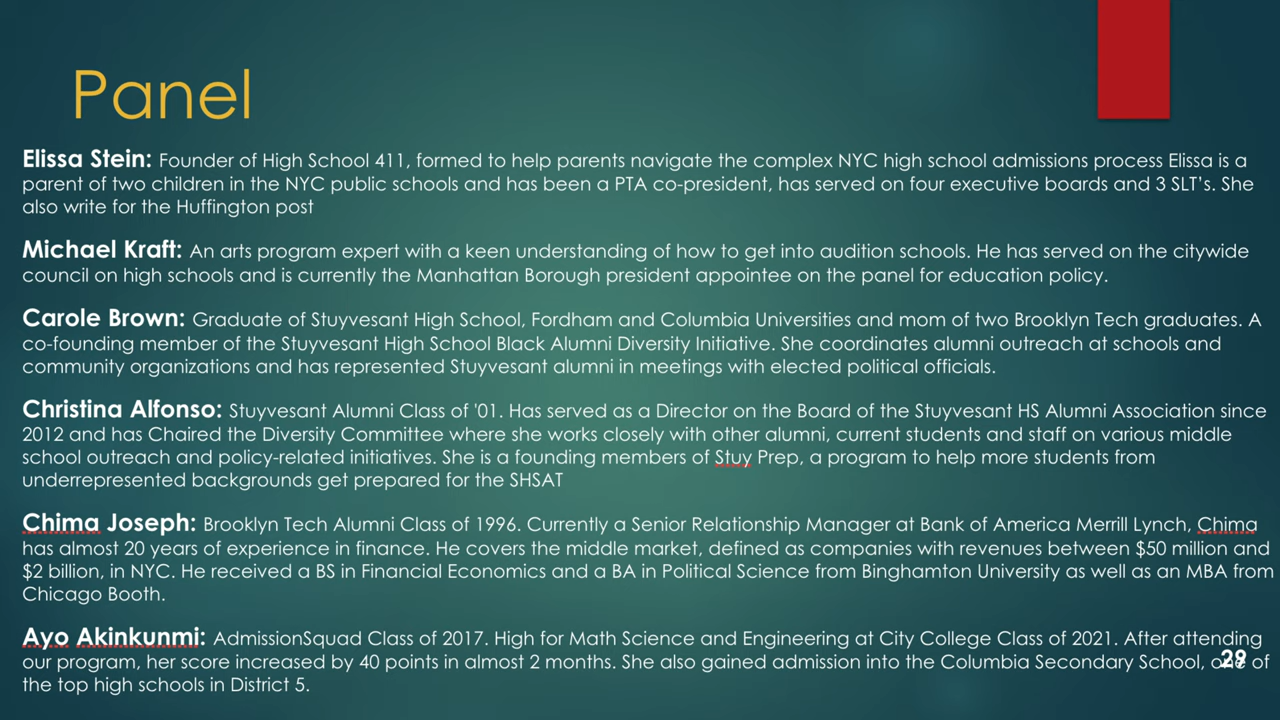 Panel
Elissa Stein: Founder of High School 411, formed to help parents navigate the complex NYC high school admissions process Elissa is a
parent of two children in the NYC public schools and has been a PTA co-president, has served on four executive boards and 3 SLT's. She
also write for the Huffington post
Michael Kraft: An arts program expert with a keen understanding of how to get into audition schools. He has served on the citywide
council on high schools and is currently the Manhattan Borough president appointee on the panel for education policy.
Carole Brown: Graduate of Stuyvesant High School, Fordham and Columbia Universities and mom of two Brooklyn Tech graduates. A
co-founding member of the Stuyvesant High School Black Alumni Diversity Initiative. She coordinates alumni outreach at schools and
community organizations and has represented Stuyvesant alumni in meetings with elected political officials.
Christina Alfonso: Stuyvesant Alumni Class of '01. Has served as a Director on the Board of the Stuyvesant HS Alumni Association since
2012 and has Chaired the Diversity Committee where she works closely with other alumni, current students and staff on various middle
school outreach and policy-related initiatives. She is a founding members of Stuy Prep, a program to help more students from
underrepresented backgrounds get prepared for the SHSAT
Chima Joseph: Brooklyn Tech Alumni Class of 1996. Currently a Senior Relationship Manager at Bank of America Merrill Lynch, Chima
has almost 20 years of experience in finance. He covers the middle market, defined as companies with revenues between $50 million and
$2 billion, in NYC. He received a BS in Financial Economics and a BA in Political Science from Binghamton University as well as an MBA from
Chicago Booth.
Ayo Akinkunmi: AdmissionSquad Class of 2017. High for Math Science and Engineering at City College Class of 2021. After attending
our program, her score increased by 40 points in almost 2 months. She also gained admission into the Columbia Secondary School, one of
the top high schools in District 5.